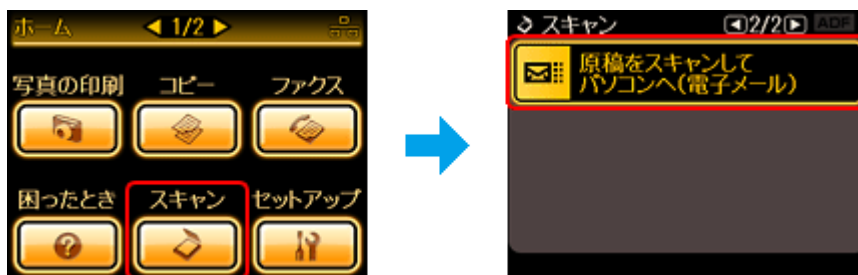 ホーム ◀ 1/2 ▶
写真の印刷 コピー ファクス
困ったとき スキャン セットアップ
スキャン ◀2/2▶ ADF
原稿をスキャンして
パソコンへ(電子メール)